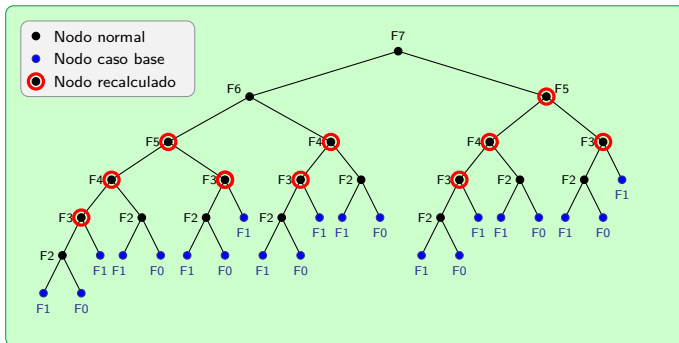 F7
Nodo normal
Nodo caso base
Nodo recalculado
F6 F5
F5 F4 F4 F3
F4 F3 F3 F2 F3 F2 F2 F1
F3 F2 F2 F1 F2 F1 F1 F0 F2 F1 F1 F0 F1 F0
F2 F1 F1 F0 F1 F0 F1 F0 F1 F0
F1 F0